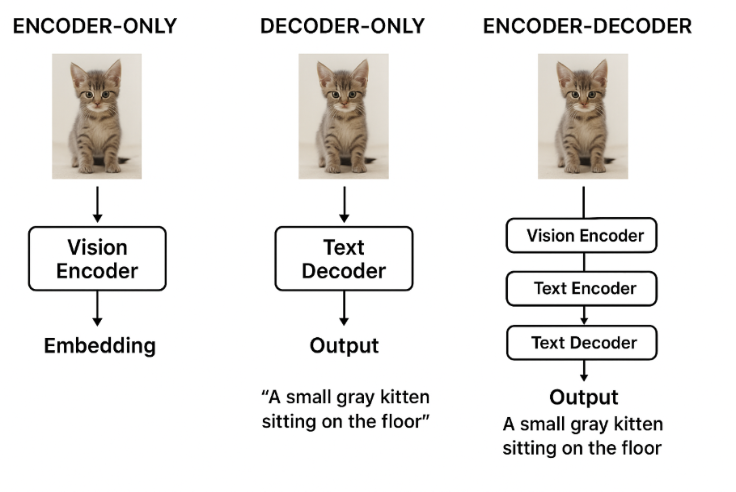 ENCODER-ONLY
Vision
Encoder
Embedding
DECODER-ONLY
Text
Decoder
Output
“A small gray kitten
sitting on the floor”
ENCODER-DECODER
Vision Encoder
Text Encoder
Text Decoder
Output
A small gray kitten
sitting on the floor